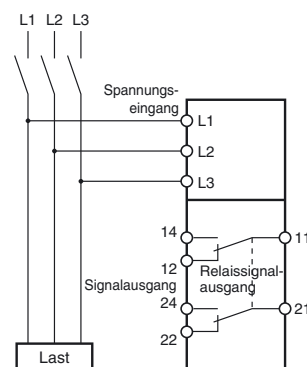 L1 L2 L3
Spannungs-
eingang
L1
L2
L3
14
11
12
Relaissignal-
ausgang
Signalausgang
24
21
22
Last